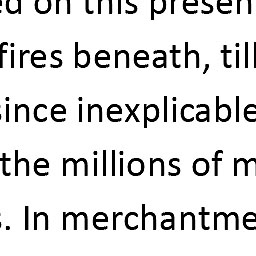 ed on this presen
fires beneath, till
since inexplicable
the millions of m
s. In merchantme